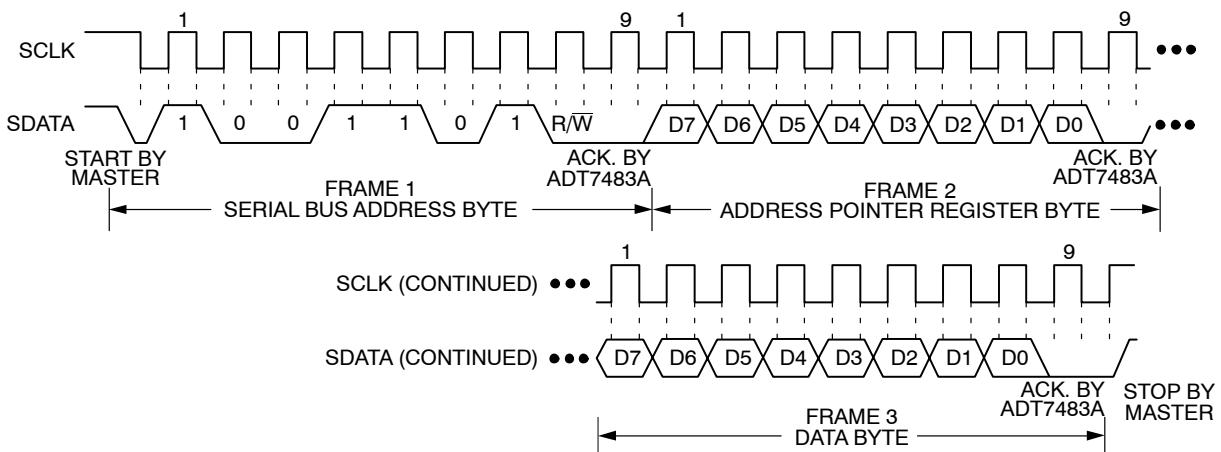 1 9 1 9
SCLK
SDATA 1 0 0 1 1 0 1 R/W̅ D7 D6 D5 D4 D3 D2 D1 D0
START BY
MASTER
ACK. BY
ADT7483A
ACK. BY
ADT7483A
FRAME 1
SERIAL BUS ADDRESS BYTE
FRAME 2
ADDRESS POINTER REGISTER BYTE
1 9
SCLK (CONTINUED)
SDATA (CONTINUED) D7 D6 D5 D4 D3 D2 D1 D0
ACK. BY
ADT7483A
STOP BY
MASTER
FRAME 3
DATA BYTE